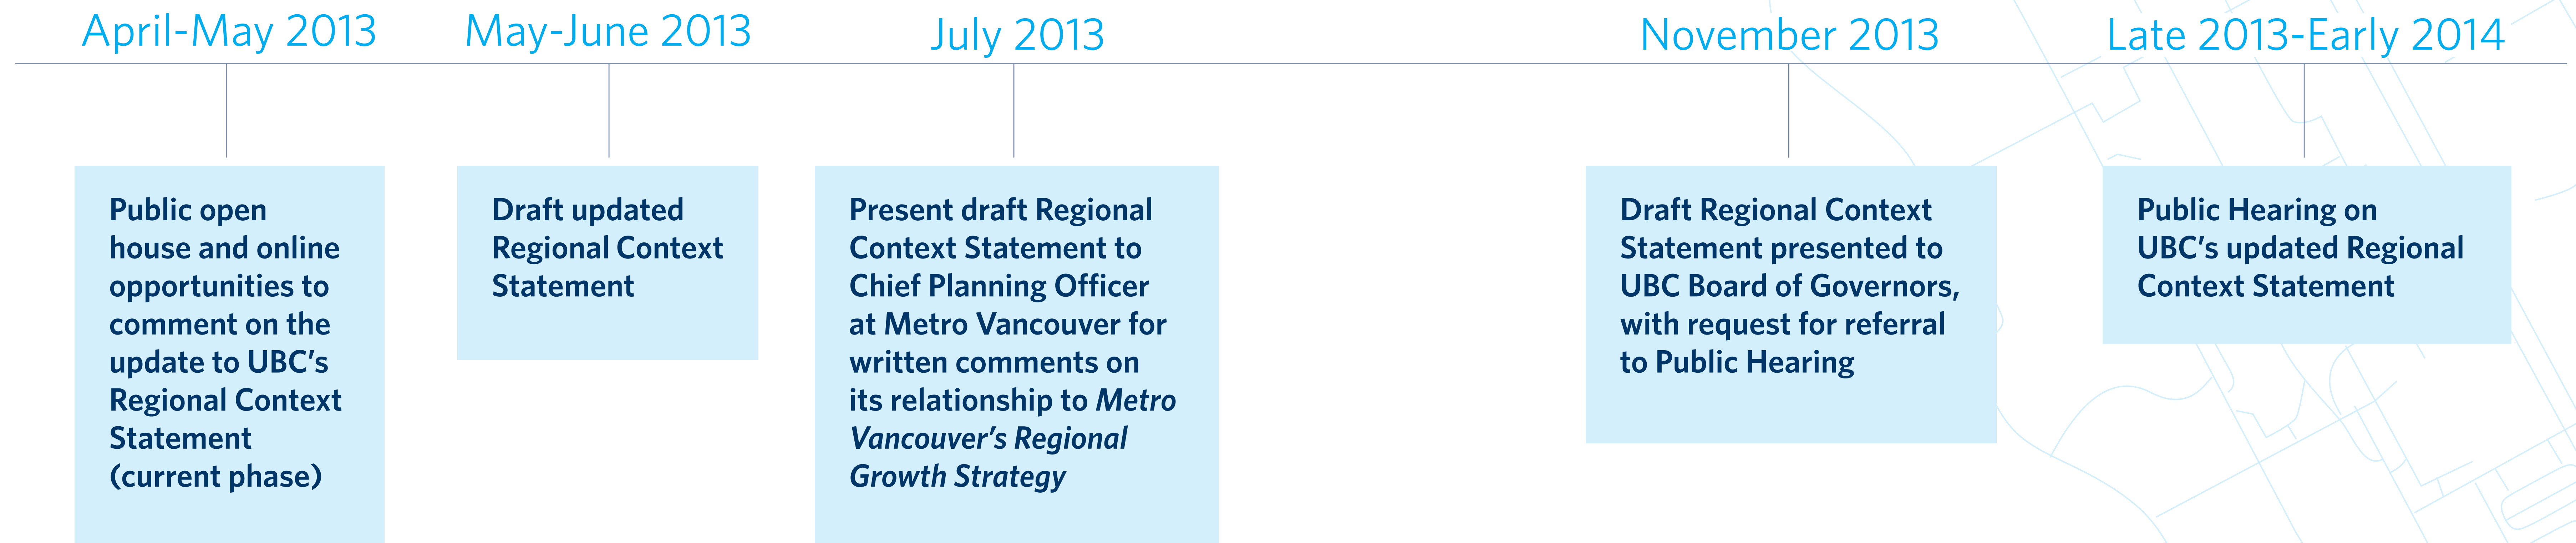 April-May 2013
May-June 2013
July 2013
November 2013
Late 2013-Early 2014
Public open
house and online
opportunities to
comment on the
update to UBC’s
Regional Context
Statement
(current phase)
Draft updated
Regional Context
Statement
Present draft Regional
Context Statement to
Chief Planning Officer
at Metro Vancouver for
written comments on
its relationship to Metro
Vancouver’s Regional
Growth Strategy
Draft Regional Context
Statement presented to
UBC Board of Governors,
with request for referral
to Public Hearing
Public Hearing on
UBC’s updated Regional
Context Statement